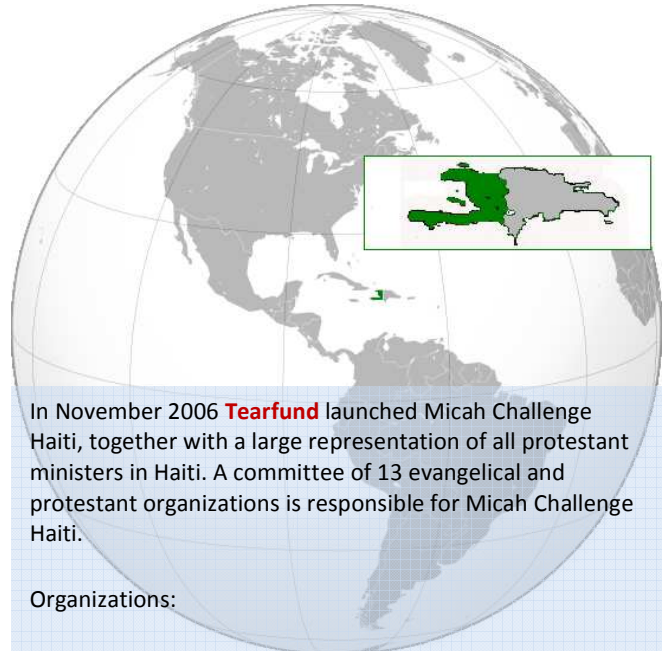 In November 2006 Tearfund launched Micah Challenge
Haiti, together with a large representation of all protestant
ministers in Haiti. A committee of 13 evangelical and
protestant organizations is responsible for Micah Challenge
Haiti.
Organizations: